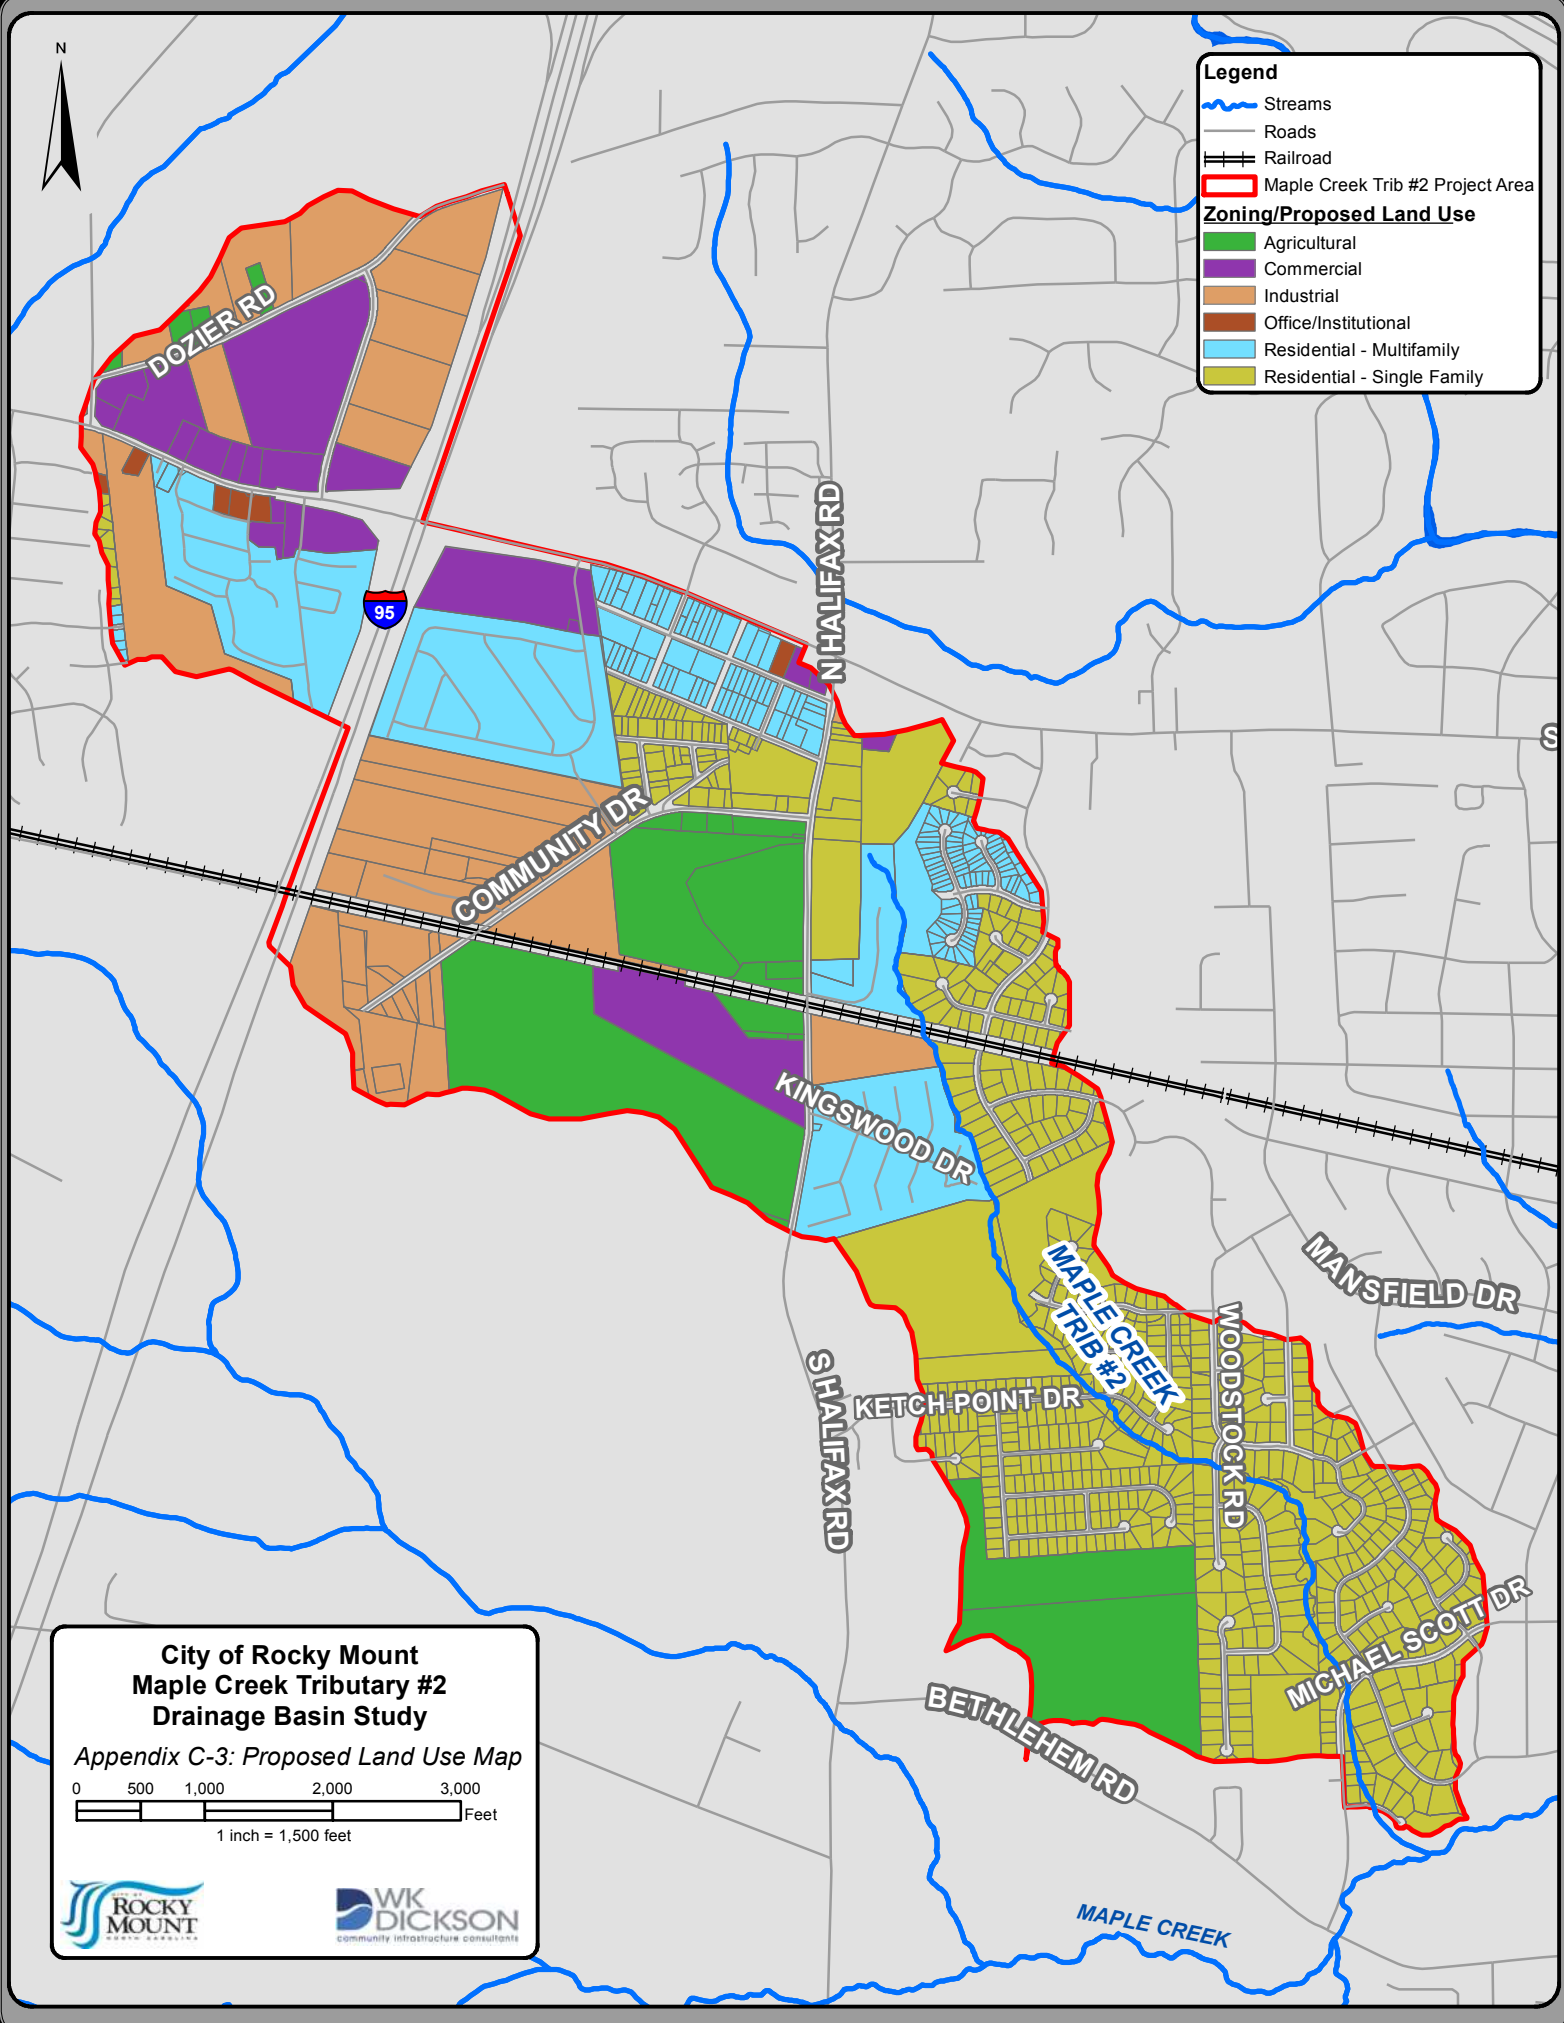 N
Legend
Streams
Roads
Railroad
Maple Creek Trib #2 Project Area
Zoning/Proposed Land Use
Agricultural
Commercial
Industrial
Office/Institutional
Residential - Multifamily
Residential - Single Family
DOZIER RD
N HALIFAX RD
95
S
COMMUNITY DR
KINGSWOOD DR
MAPLE CREEK
TRIB #2
MANSFIELD DR
WOODSTOCK RD
S HALIFAX RD
KETCH POINT DR
MICHAEL SCOTT DR
BETHLEHEM RD
MAPLE CREEK
City of Rocky Mount
Maple Creek Tributary #2
Drainage Basin Study
Appendix C-3: Proposed Land Use Map
0 500 1,000 2,000 3,000
Feet
1 inch = 1,500 feet
CITY OF
ROCKY
MOUNT
NORTH CAROLINA
WK
DICKSON
community infrastructure consultants